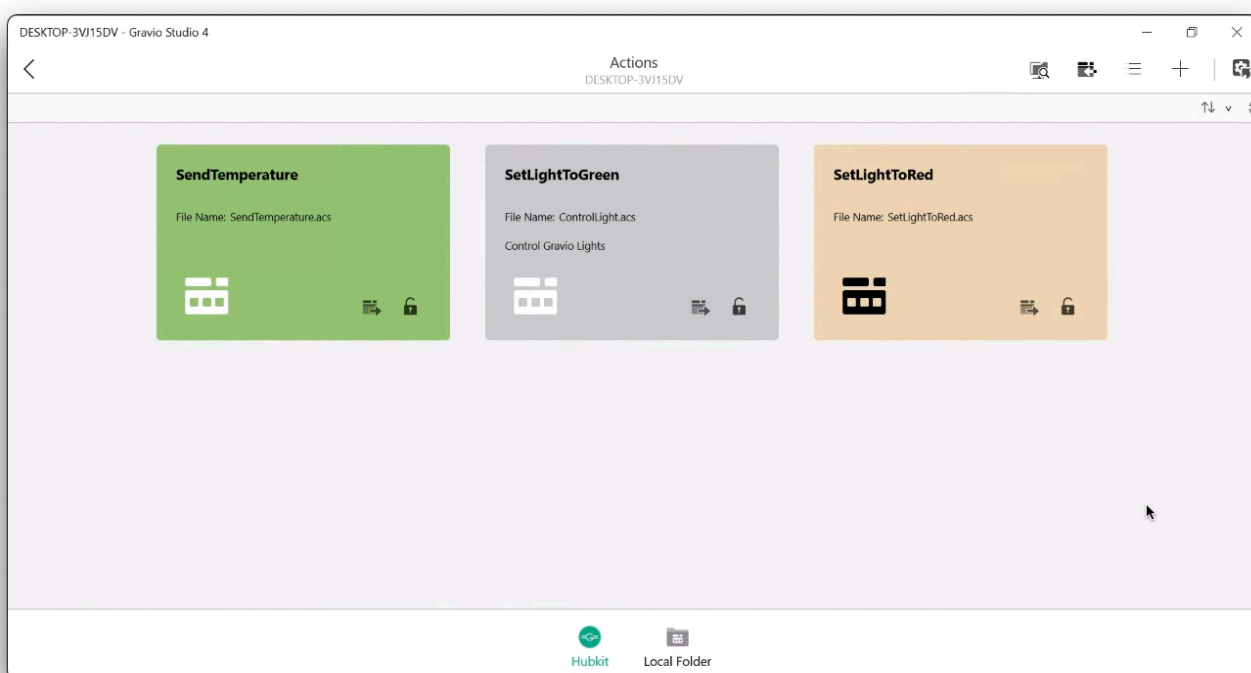 DESKTOP-3VJ15DV - Gravio Studio 4
Actions
DESKTOP-3VJ15DV
SendTemperature
File Name: SendTemperature.acs
SetLightToGreen
File Name: ControlLight.acs
Control Gravio Lights
SetLightToRed
File Name: SetLightToRed.acs
Hubkit
Local Folder